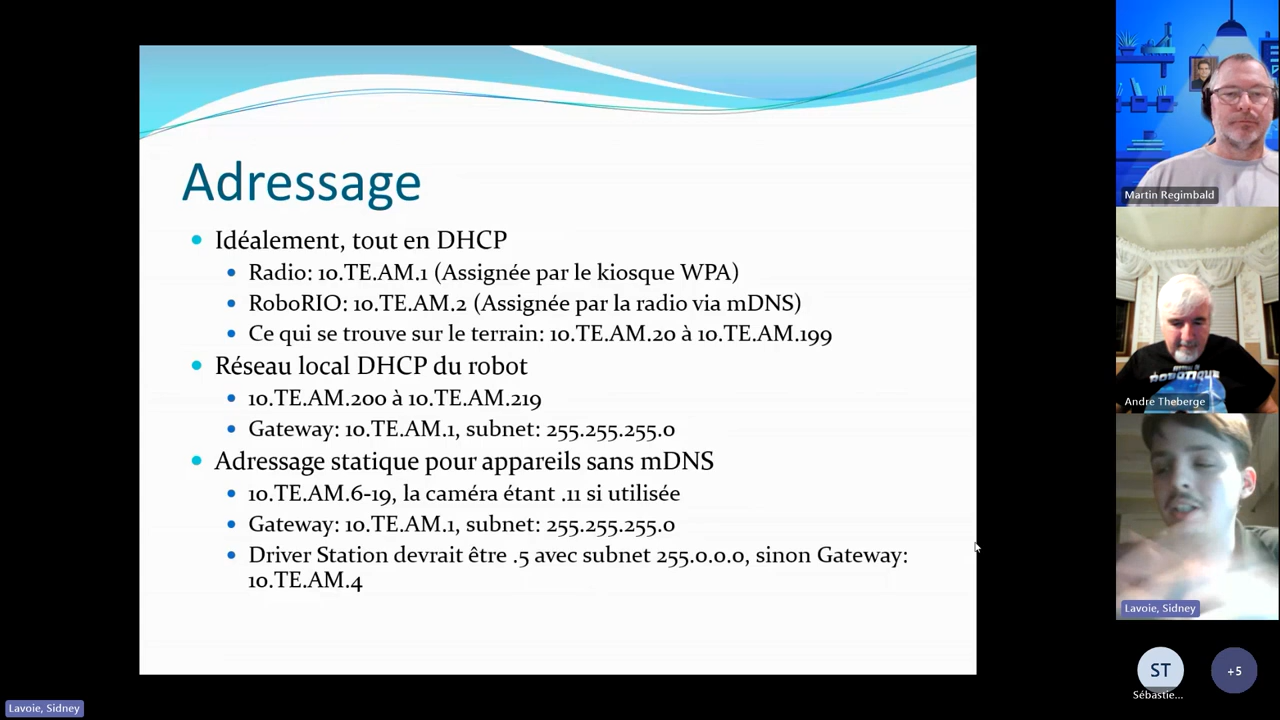 Adressage
Idéalement, tout en DHCP
Radio: 10.TE.AM.1 (Assignée par le kiosque WPA)
RoboRIO: 10.TE.AM.2 (Assignée par la radio via mDNS)
Ce qui se trouve sur le terrain: 10.TE.AM.20 à 10.TE.AM.199
Réseau local DHCP du robot
10.TE.AM.200 à 10.TE.AM.219
Gateway: 10.TE.AM.1, subnet: 255.255.255.0
Adressage statique pour appareils sans mDNS
10.TE.AM.6-19, la caméra étant .11 si utilisée
Gateway: 10.TE.AM.1, subnet: 255.255.255.0
Driver Station devrait être .5 avec subnet 255.0.0.0, sinon Gateway:
10.TE.AM.4
Martin Regimbald
ROBOTIQUE
Andre Theberge
Lavoie, Sidney
ST
+5
Sébastie...
Lavoie, Sidney